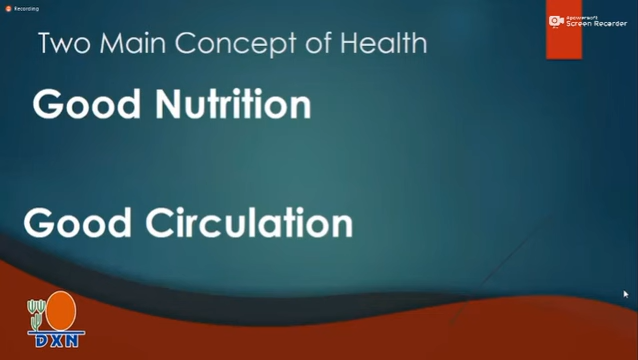 Recording
Apowersoft
Screen Recorder
Two Main Concept of Health
Good Nutrition
Good Circulation
DXN